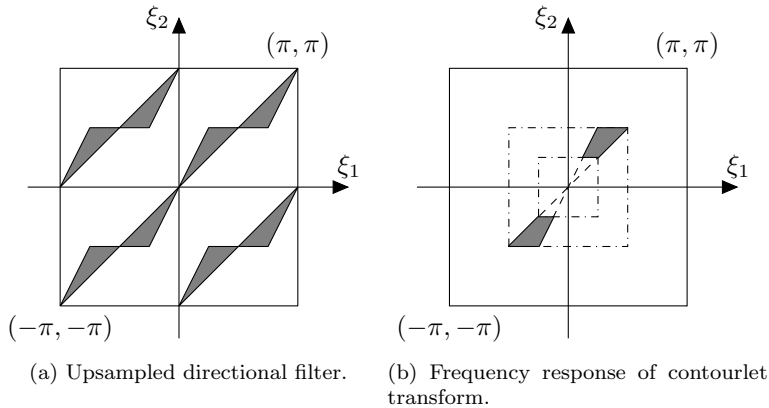 ξ₂
(π, π)
ξ₁
(−π, −π)
(a) Upsampled directional filter.
ξ₂
(π, π)
ξ₁
(−π, −π)
(b) Frequency response of contourlet
transform.